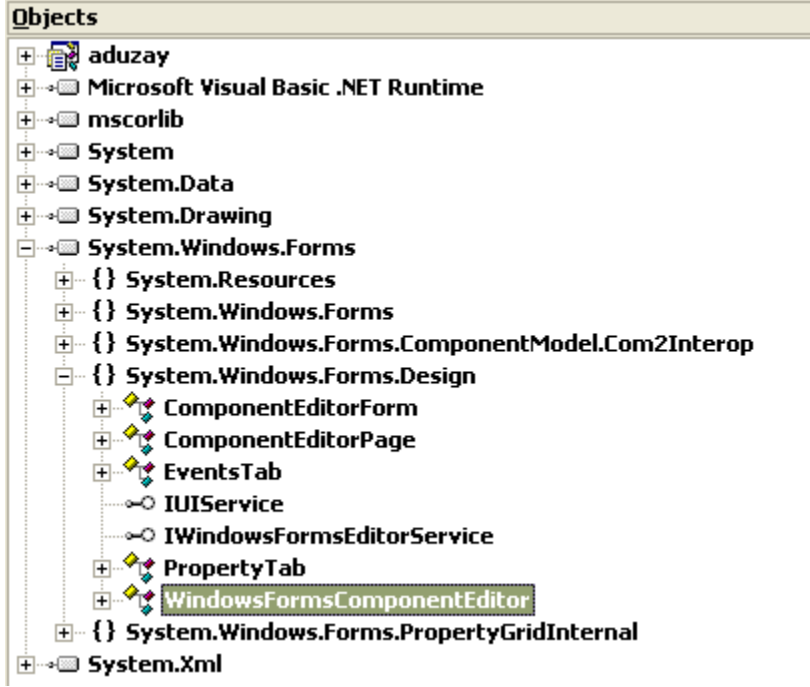 Objects
aduzay
Microsoft Visual Basic .NET Runtime
mscorlib
System
System.Data
System.Drawing
System.Windows.Forms
{} System.Resources
{} System.Windows.Forms
{} System.Windows.Forms.ComponentModel.Com2Interop
{} System.Windows.Forms.Design
ComponentEditorForm
ComponentEditorPage
EventsTab
IUIService
IWindowsFormsEditorService
PropertyTab
WindowsFormsComponentEditor
{} System.Windows.Forms.PropertyGridInternal
System.Xml